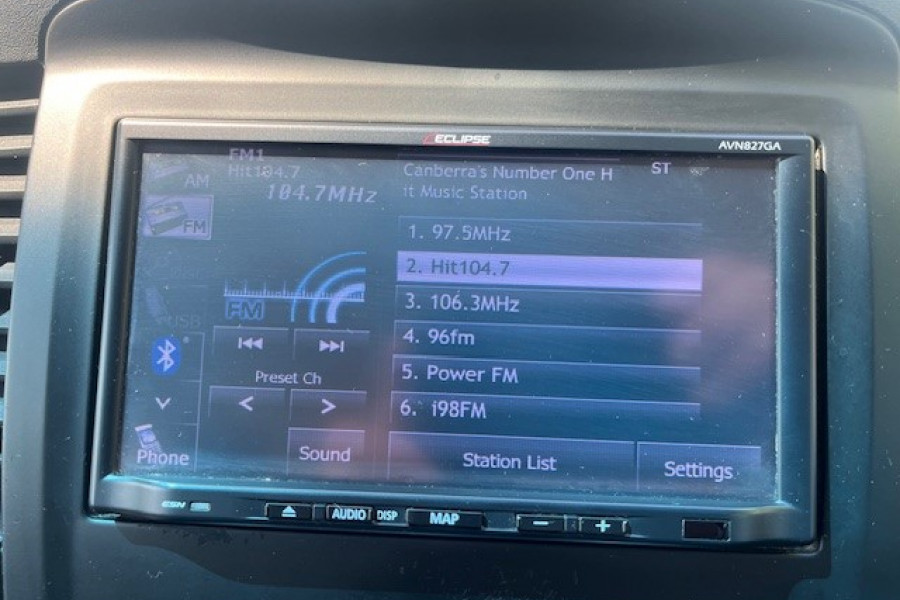 ECLIPSE
AVN827GA
FM1
Hit104.7
104.7MHz
Canberra's Number One H
it Music Station
ST
AM
FM
USB
1. 97.5MHz
2. Hit104.7
3. 106.3MHz
4. 96fm
5. Power FM
6. i98FM
FM
Preset Ch
Phone
Sound
Station List
Settings
ESN
AUDIO
DISP
MAP